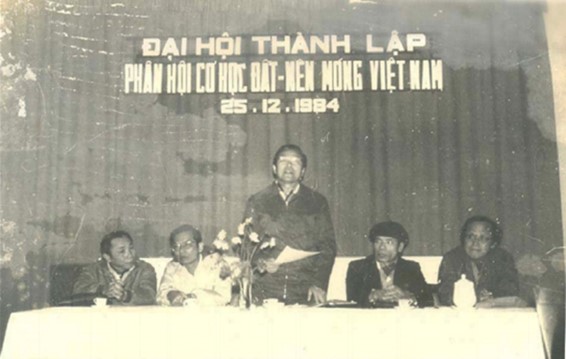 ĐẠI HỘI THÀNH LẬP
PHÂN HỘI CƠ HỌC ĐẤT-NỀN MÓNG VIỆT NAM
25.12.1984